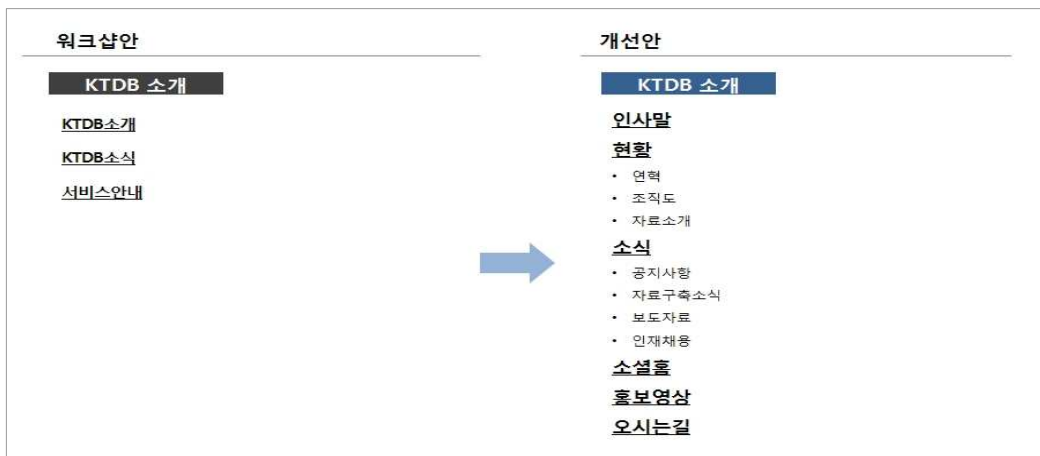 워크샵안
KTDB 소개
KTDB소개
KTDB소식
서비스안내
개선안
KTDB 소개
인사말
현황
• 연혁
• 조직도
• 자료소개
소식
• 공지사항
• 자료구축소식
• 보도자료
• 인재채용
소셜홈
홍보영상
오시는길